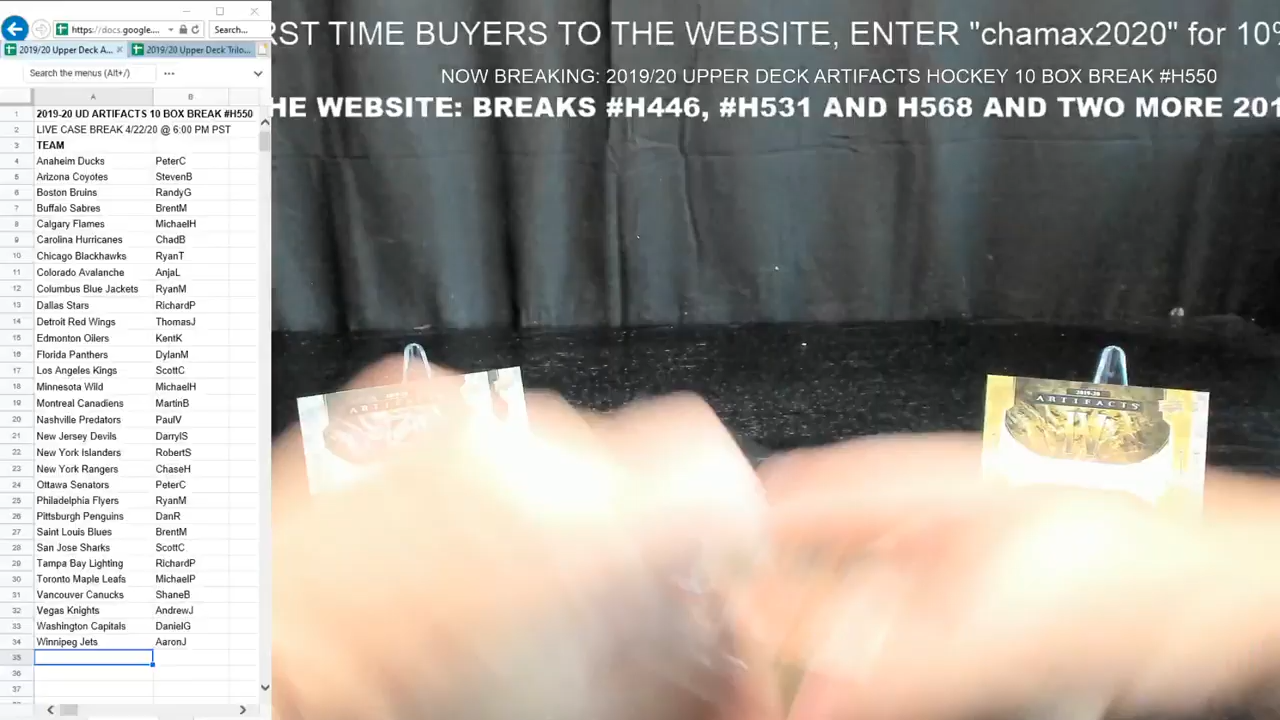 RST TIME BUYERS TO THE WEBSITE, ENTER "chamax2020" for 10%
NOW BREAKING: 2019/20 UPPER DECK ARTIFACTS HOCKEY 10 BOX BREAK #H550
HE WEBSITE: BREAKS #H446, #H531 AND H568 AND TWO MORE 201
https://docs.google....
Search...
2019/20 Upper Deck A...
2019/20 Upper Deck Trilo...
Search the menus (Alt+/)
A B
1 2019-20 UD ARTIFACTS 10 BOX BREAK #H550
2 LIVE CASE BREAK 4/22/20 @ 6:00 PM PST
3 TEAM
4 Anaheim Ducks PeterC
5 Arizona Coyotes StevenB
6 Boston Bruins RandyG
7 Buffalo Sabres BrentM
8 Calgary Flames MichaelH
9 Carolina Hurricanes ChadB
10 Chicago Blackhawks RyanT
11 Colorado Avalanche AnjaL
12 Columbus Blue Jackets RyanM
13 Dallas Stars RichardP
14 Detroit Red Wings ThomasJ
15 Edmonton Oilers KentK
16 Florida Panthers DylanM
17 Los Angeles Kings ScottC
18 Minnesota Wild MichaelH
19 Montreal Canadiens MartinB
20 Nashville Predators PaulV
21 New Jersey Devils DarrylS
22 New York Islanders RobertS
23 New York Rangers ChaseH
24 Ottawa Senators PeterC
25 Philadelphia Flyers RyanM
26 Pittsburgh Penguins DanR
27 Saint Louis Blues BrentM
28 San Jose Sharks ScottC
29 Tampa Bay Lighting RichardP
30 Toronto Maple Leafs MichaelP
31 Vancouver Canucks ShaneB
32 Vegas Knights AndrewJ
33 Washington Capitals DanielG
34 Winnipeg Jets AaronJ
35
36
37
ARTIFACTS
2019-20
ARTIFACTS